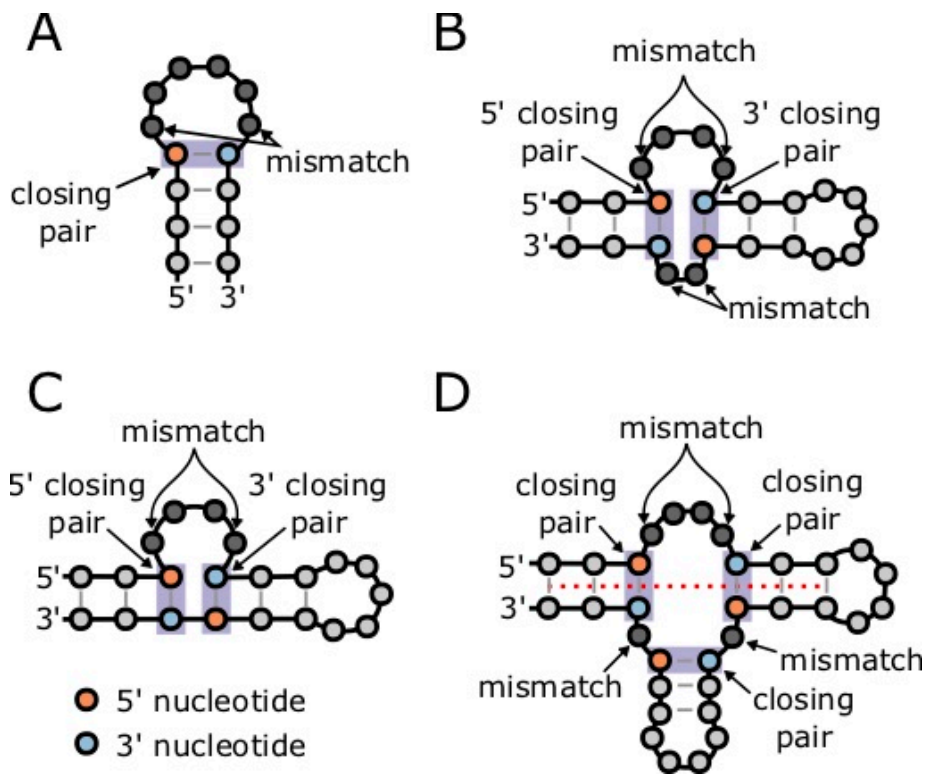 A
mismatch
closing
pair
5' 3'
B
mismatch
5' closing
pair
3' closing
pair
5'
3'
mismatch
C
mismatch
5' closing
pair
3' closing
pair
5'
3'
5' nucleotide
3' nucleotide
D
mismatch
closing
pair
closing
pair
5'
3'
mismatch
mismatch
closing
pair